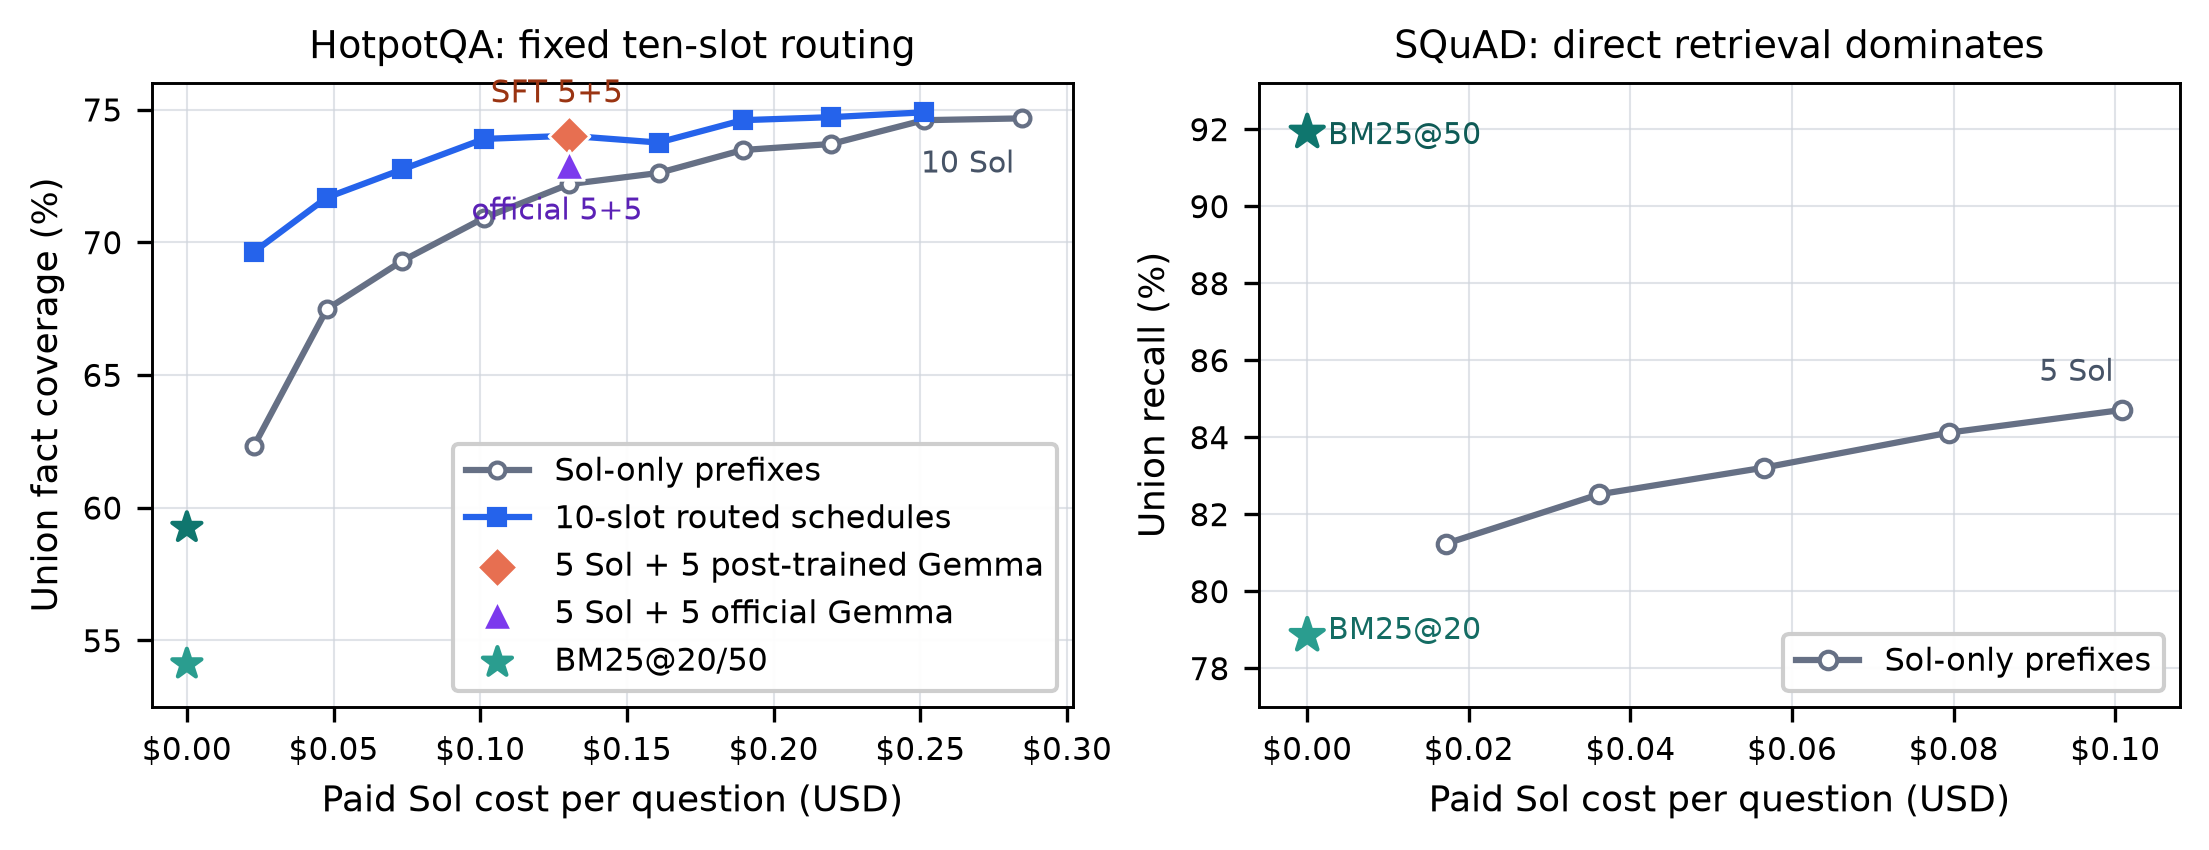 HotpotQA: fixed ten-slot routing
SFT 5+5
official 5+5
10 Sol
Union fact coverage (%)
75
70
65
60
55
Sol-only prefixes
10-slot routed schedules
5 Sol + 5 post-trained Gemma
5 Sol + 5 official Gemma
BM25@20/50
$0.00 $0.05 $0.10 $0.15 $0.20 $0.25 $0.30
Paid Sol cost per question (USD)
SQuAD: direct retrieval dominates
Union recall (%)
92
90
88
86
84
82
80
78
BM25@50
5 Sol
BM25@20
Sol-only prefixes
$0.00 $0.02 $0.04 $0.06 $0.08 $0.10
Paid Sol cost per question (USD)